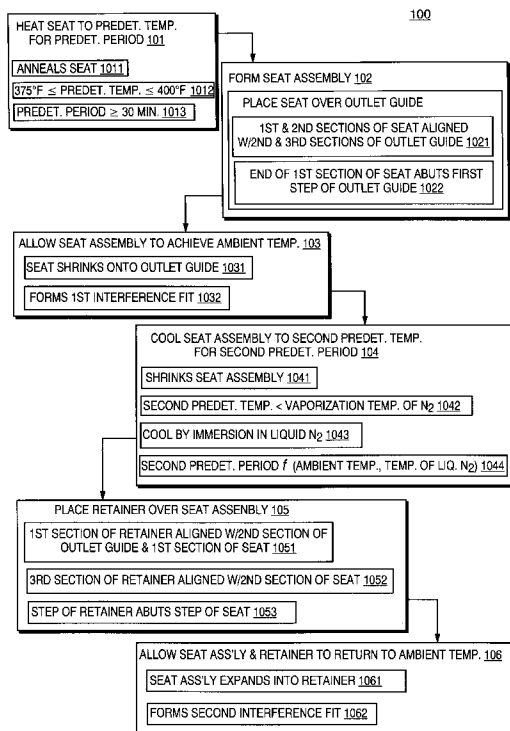 100
HEAT SEAT TO PREDET. TEMP.
FOR PREDET. PERIOD 101
ANNEALS SEAT 1011
375°F ≤ PREDET. TEMP. ≤ 400°F 1012
PREDET. PERIOD ≥ 30 MIN. 1013
FORM SEAT ASSEMBLY 102
PLACE SEAT OVER OUTLET GUIDE
1ST & 2ND SECTIONS OF SEAT ALIGNED
W/2ND & 3RD SECTIONS OF OUTLET GUIDE 1021
END OF 1ST SECTION OF SEAT ABUTS FIRST
STEP OF OUTLET GUIDE 1022
ALLOW SEAT ASSEMBLY TO ACHIEVE AMBIENT TEMP. 103
SEAT SHRINKS ONTO OUTLET GUIDE 1031
FORMS 1ST INTERFERENCE FIT 1032
COOL SEAT ASSEMBLY TO SECOND PREDET. TEMP.
FOR SECOND PREDET. PERIOD 104
SHRINKS SEAT ASSEMBLY 1041
SECOND PREDET. TEMP. < VAPORIZATION TEMP. OF N2 1042
COOL BY IMMERSION IN LIQUID N2 1043
SECOND PREDET. PERIOD f (AMBIENT TEMP., TEMP. OF LIQ. N2) 1044
PLACE RETAINER OVER SEAT ASSENBLY 105
1ST SECTION OF RETAINER ALIGNED W/2ND SECTION OF
OUTLET GUIDE & 1ST SECTION OF SEAT 1051
3RD SECTION OF RETAINER ALIGNED W/2ND SECTION OF SEAT 1052
STEP OF RETAINER ABUTS STEP OF SEAT 1053
ALLOW SEAT ASS'LY & RETAINER TO RETURN TO AMBIENT TEMP. 106
SEAT ASS'LY EXPANDS INTO RETAINER 1061
FORMS SECOND INTERFERENCE FIT 1062